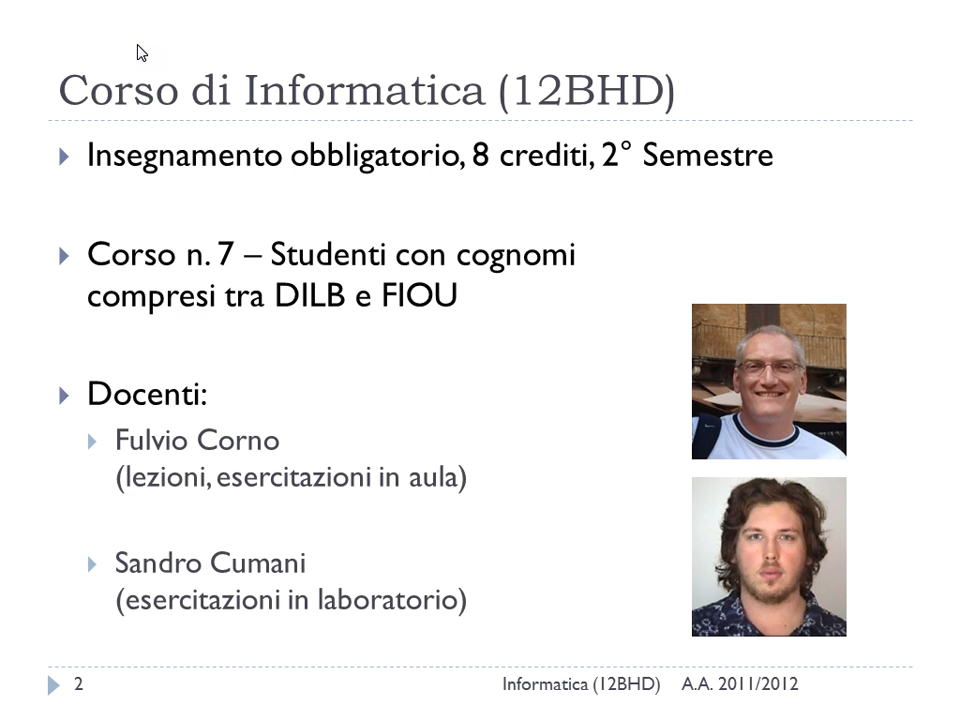 Corso di Informatica (12BHD)
Insegnamento obbligatorio, 8 crediti, 2° Semestre
Corso n. 7 – Studenti con cognomi
compresi tra DILB e FIOU
Docenti:
Fulvio Corno
(lezioni, esercitazioni in aula)
Sandro Cumani
(esercitazioni in laboratorio)
2 Informatica (12BHD) A.A. 2011/2012